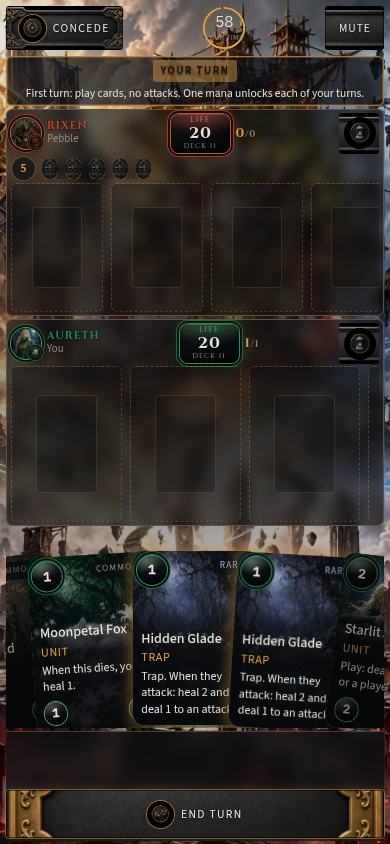 CONCEDE
58
MUTE
YOUR TURN
First turn: play cards, no attacks. One mana unlocks each of your turns.
RIXEN
Pebble
LIFE
20
DECK 11
0/0
5
AURETH
You
LIFE
20
DECK 11
1/1
1
COMMO
Moonpetal Fox
UNIT
When this dies, yo
heal 1.
1
1
RAR
Hidden Glade
TRAP
Trap. When they
attack: heal 2 and
deal 1 to an attack
1
RAR
Hidden Glade
TRAP
Trap. When they
attack: heal 2 and
deal 1 to an attack
2
Starlit
UNIT
Play: dea
or a playe
2
END TURN